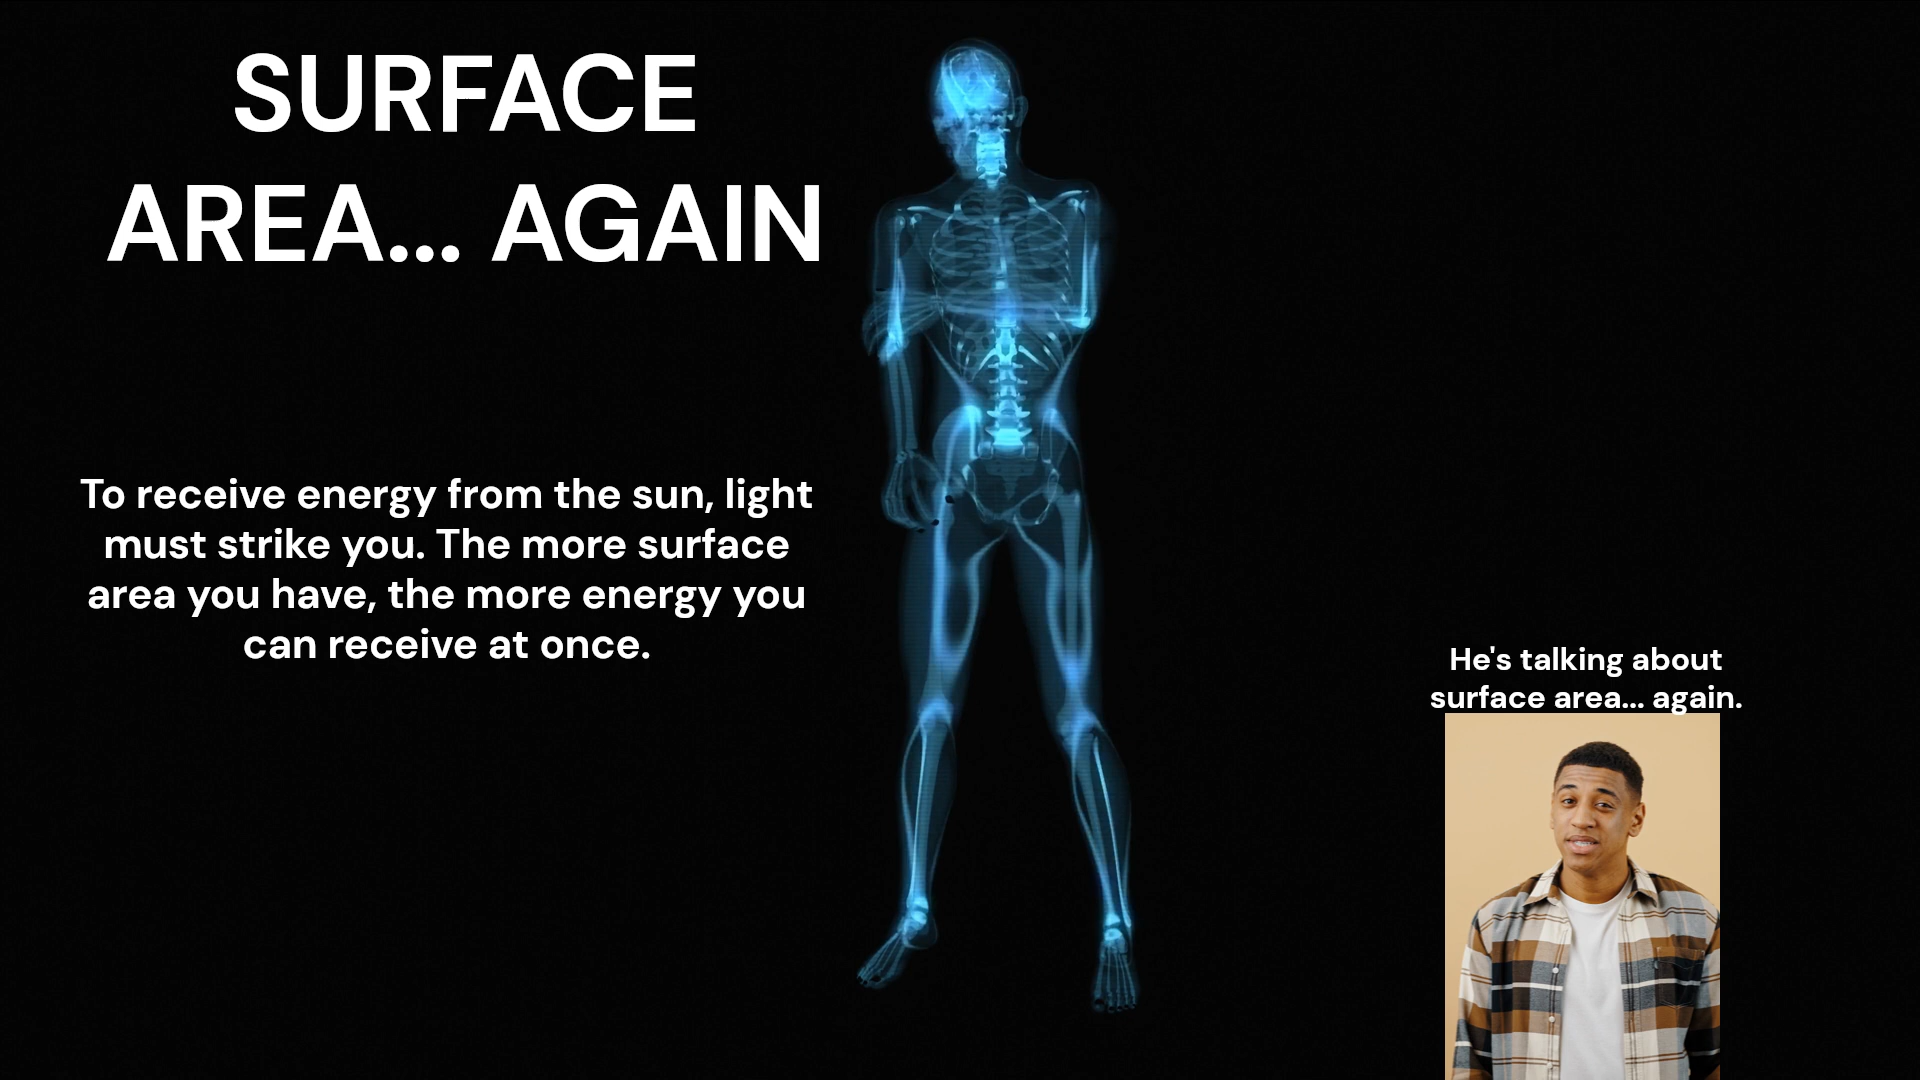 SURFACE
AREA... AGAIN
To receive energy from the sun, light
must strike you. The more surface
area you have, the more energy you
can receive at once.
He's talking about
surface area... again.